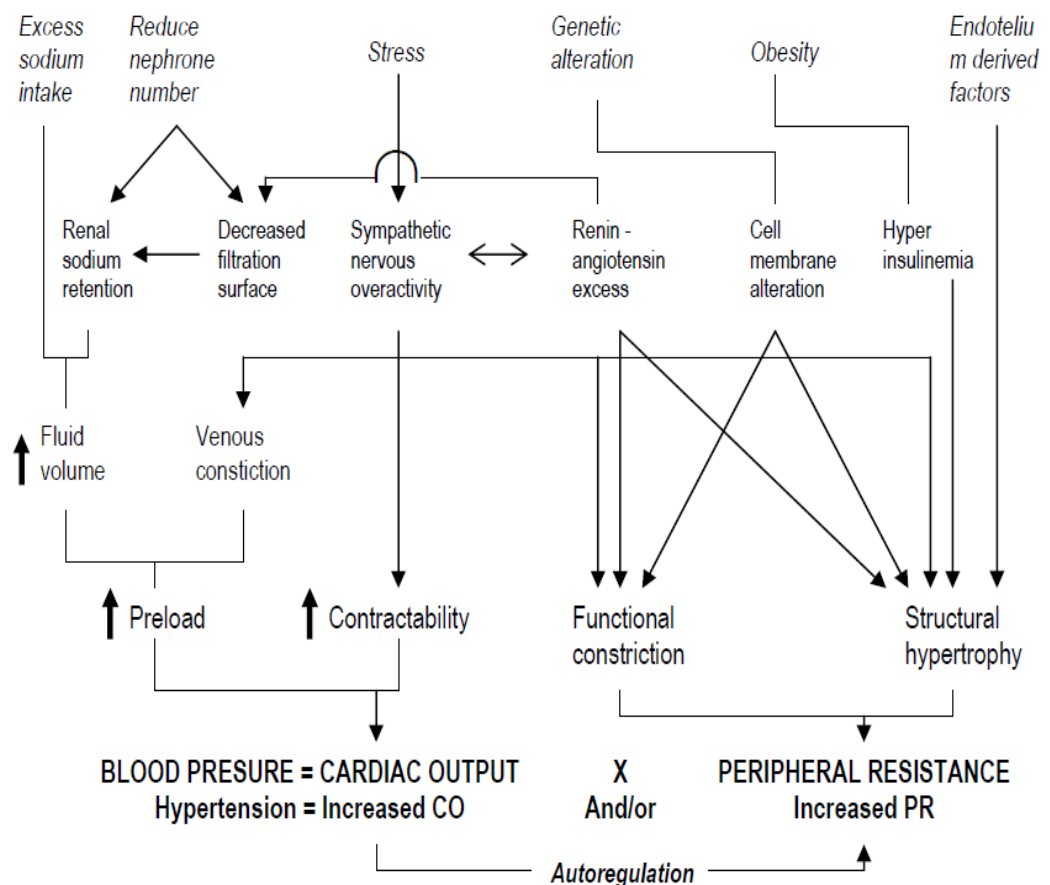 Excess
sodium
intake
Reduce
nephrone
number
Stress
Genetic
alteration
Obesity
Endoteliu
m derived
factors
Renal
sodium
retention
Decreased
filtration
surface
Sympathetic
nervous
overactivity
Renin -
angiotensin
excess
Cell
membrane
alteration
Hyper
insulinemia
Fluid
volume
Venous
constiction
Preload
Contractability
Functional
constriction
Structural
hypertrophy
BLOOD PRESURE = CARDIAC OUTPUT X PERIPHERAL RESISTANCE
Hypertension = Increased CO And/or Increased PR
Autoregulation